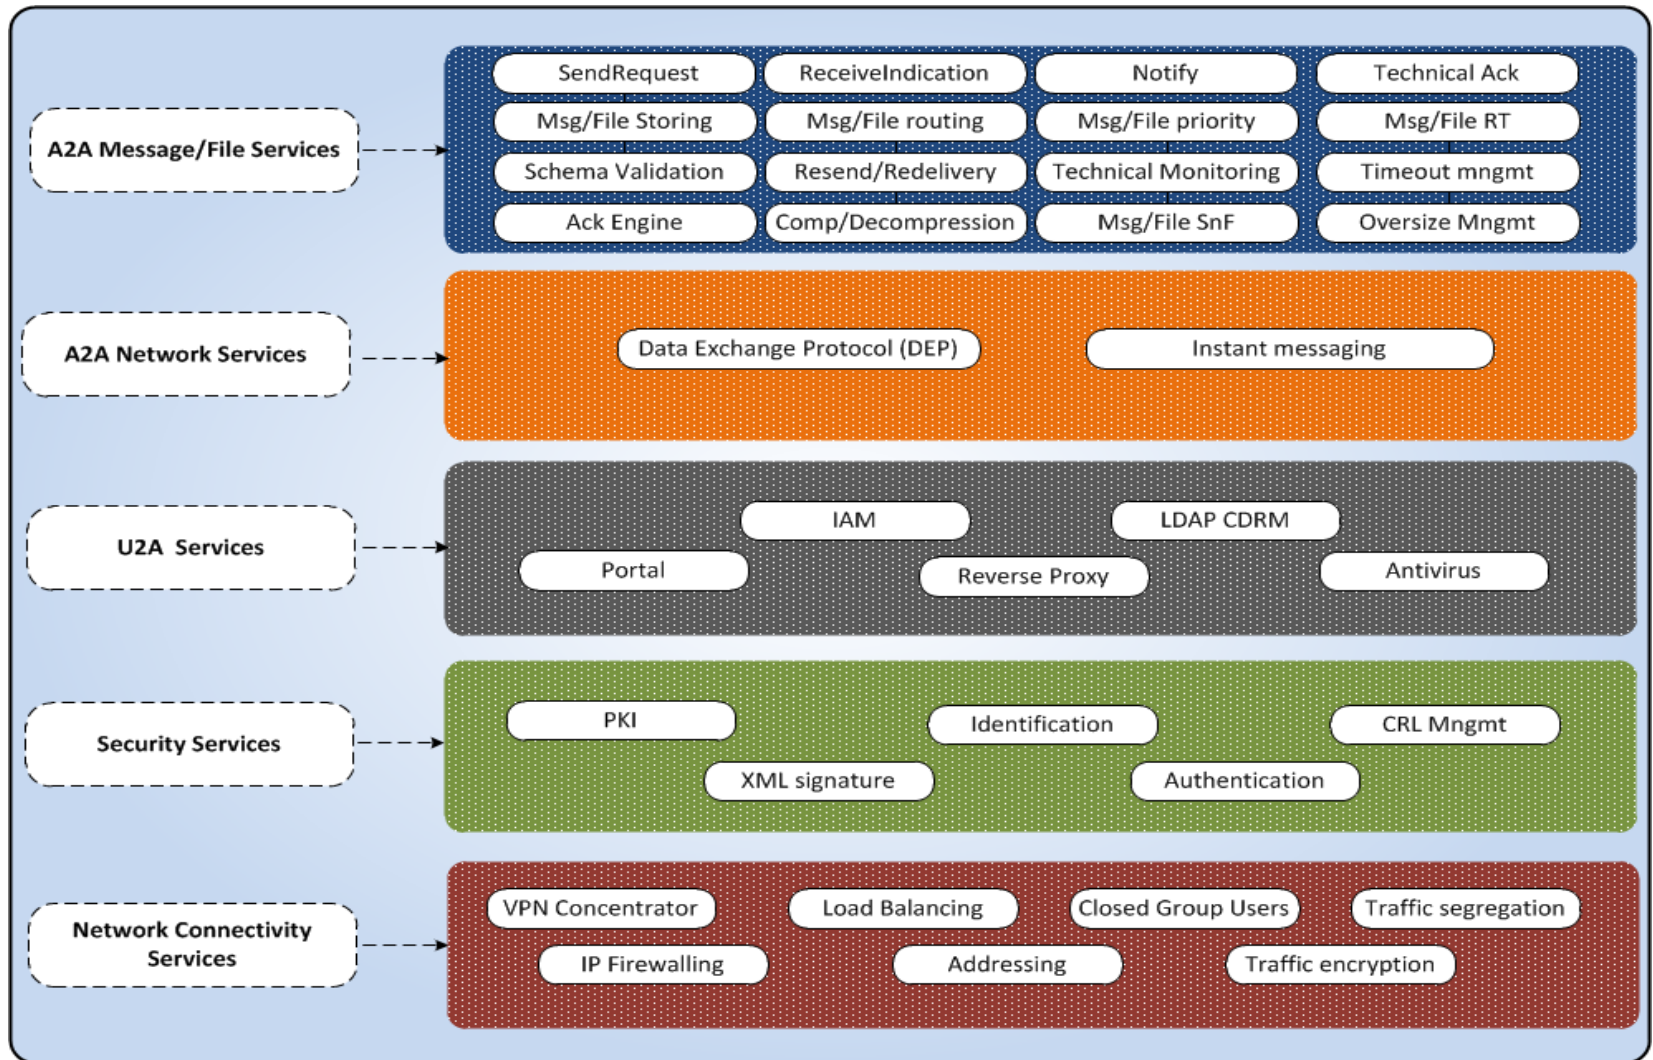 A2A Message/File Services
SendRequest
ReceiveIndication
Notify
Technical Ack
Msg/File Storing
Msg/File routing
Msg/File priority
Msg/File RT
Schema Validation
Resend/Redelivery
Technical Monitoring
Timeout mngmt
Ack Engine
Comp/Decompression
Msg/File SnF
Oversize Mngmt
A2A Network Services
Data Exchange Protocol (DEP)
Instant messaging
U2A Services
IAM
LDAP CDRM
Portal
Reverse Proxy
Antivirus
Security Services
PKI
Identification
CRL Mngmt
XML signature
Authentication
Network Connectivity
Services
VPN Concentrator
Load Balancing
Closed Group Users
Traffic segregation
IP Firewalling
Addressing
Traffic encryption